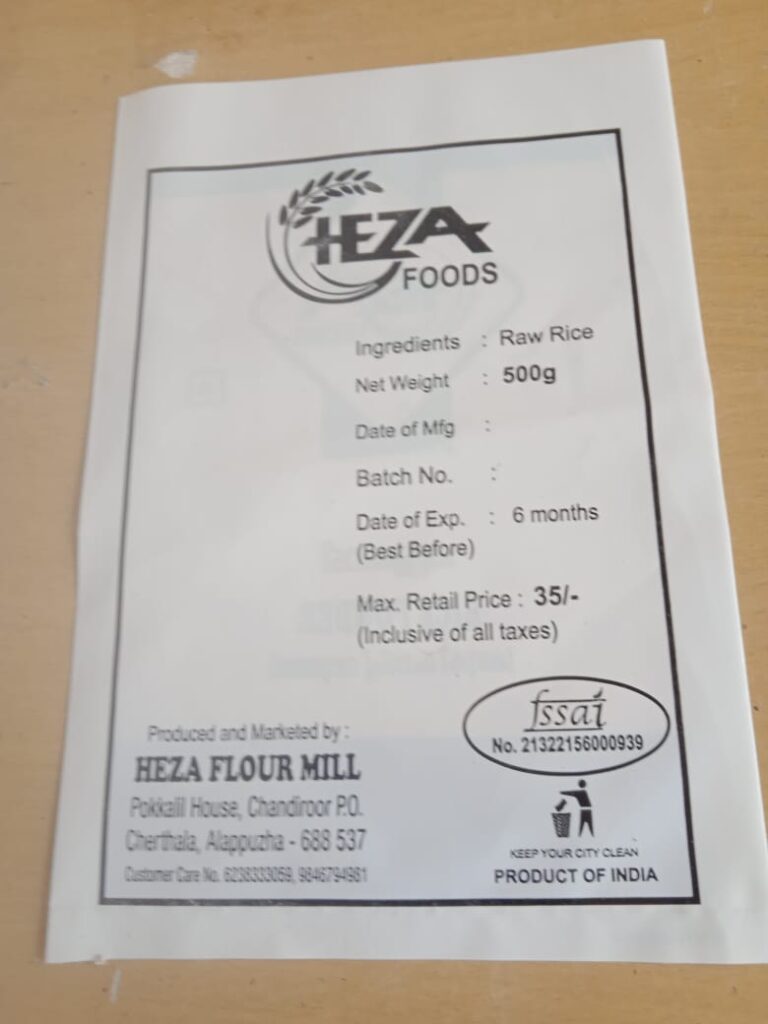 HEZA
FOODS
Ingredients : Raw Rice
Net Weight : 500g
Date of Mfg :
Batch No. :
Date of Exp. : 6 months
(Best Before)
Max. Retail Price : 35/-
(Inclusive of all taxes)
fssai
No. 21322156000939
Produced and Marketed by :
HEZA FLOUR MILL
Pokkalil House, Chandiroor P.O.
Cherthala, Alappuzha - 688 537
Customer Care No. 6238333059, 9846794981
KEEP YOUR CITY CLEAN
PRODUCT OF INDIA